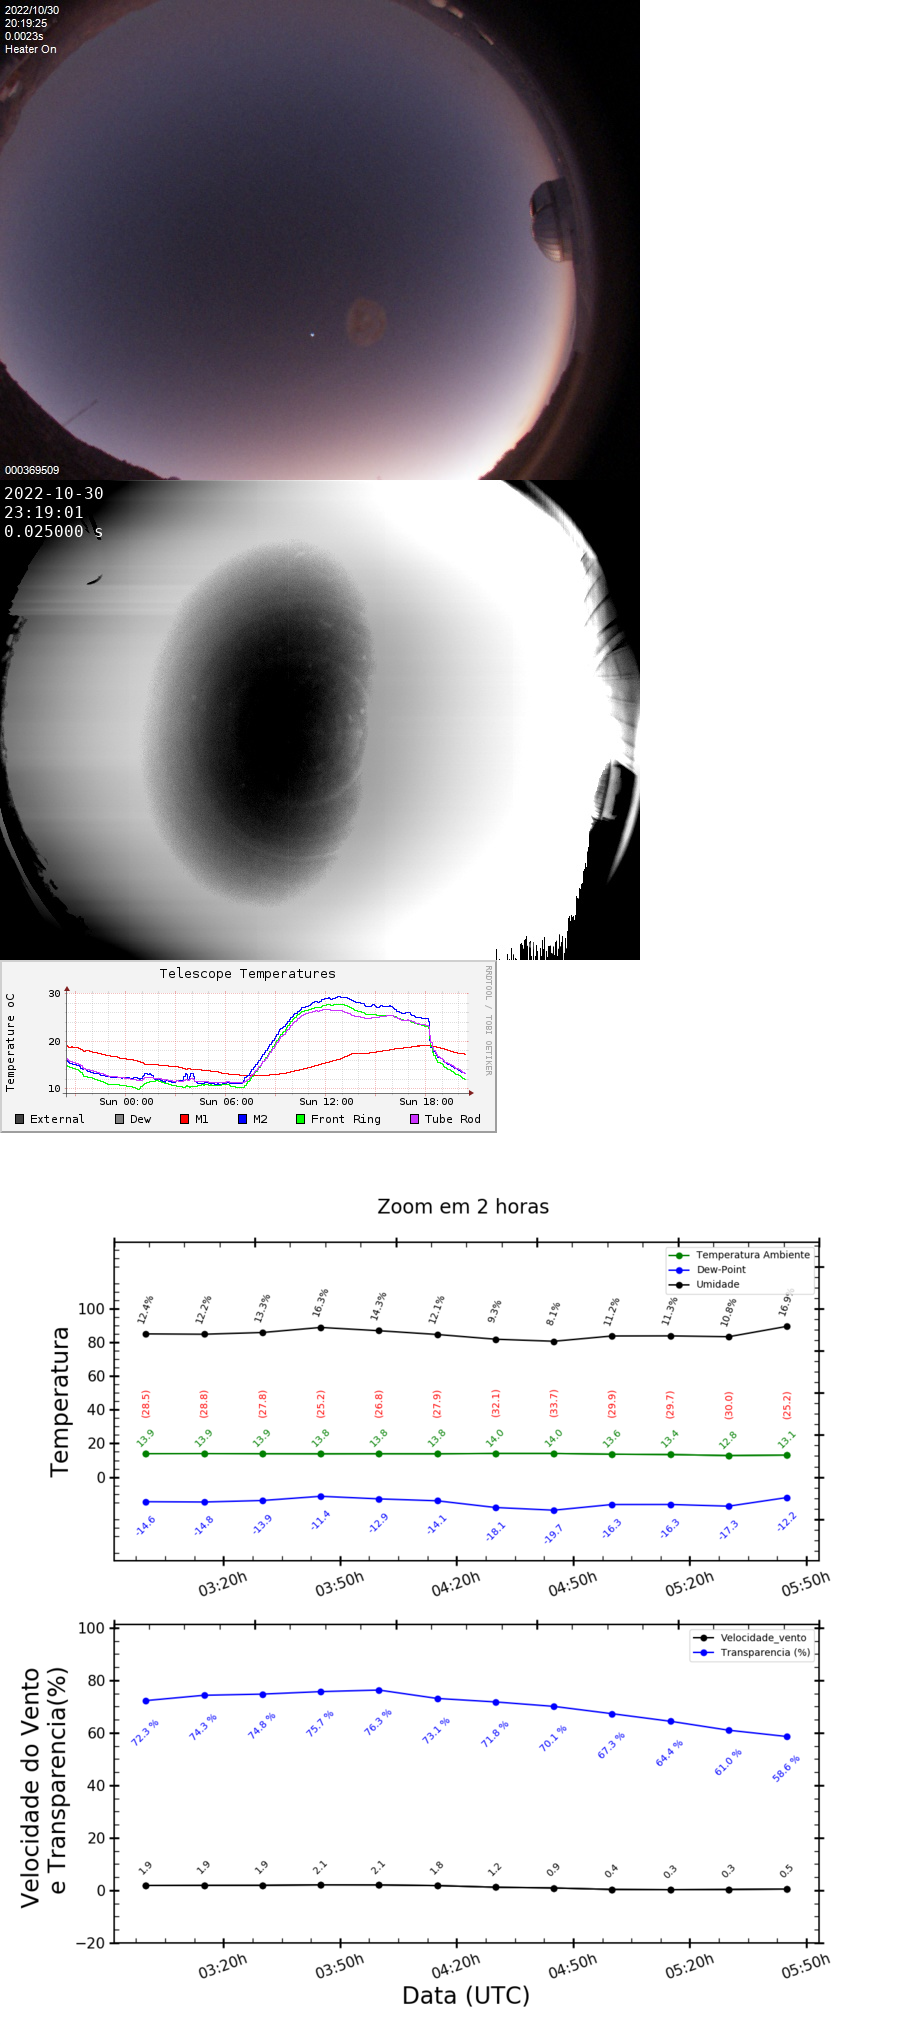 2022/10/30
20:19:25
0.0023s
Heater On
000369509
2022-10-30
23:19:01
0.025000 s
Telescope Temperatures
RRDTOOL / TOBI OETIKER
Temperature oC
30
20
10
Sun 00:00 Sun 06:00 Sun 12:00 Sun 18:00
External Dew M1 M2 Front Ring Tube Rod
Zoom em 2 horas
Temperatura Ambiente
Dew-Point
Umidade
Temperatura
100
80
60
40
20
0
12.4% 12.2% 13.3% 16.3% 14.3% 12.1% 9.3% 8.1% 11.2% 11.3% 10.8% 16.9%
(28.5) (28.8) (27.8) (25.2) (26.8) (27.9) (32.1) (33.7) (29.9) (29.7) (30.0) (25.2)
13.9 13.9 13.9 13.8 13.8 13.8 14.0 14.0 13.6 13.4 12.8 13.1
-14.6 -14.8 -13.9 -11.4 -12.9 -14.1 -18.1 -19.7 -16.3 -16.3 -17.3 -12.2
03:20h 03:50h 04:20h 04:50h 05:20h 05:50h
Velocidade_vento
Transparencia (%)
Velocidade do Vento
e Transparencia(%)
100
80
60
40
20
0
−20
72.3 % 74.3 % 74.8 % 75.7 % 76.3 % 73.1 % 71.8 % 70.1 % 67.3 % 64.4 % 61.0 % 58.6 %
1.9 1.9 1.9 2.1 2.1 1.8 1.2 0.9 0.4 0.3 0.3 0.5
03:20h 03:50h 04:20h 04:50h 05:20h 05:50h
Data (UTC)